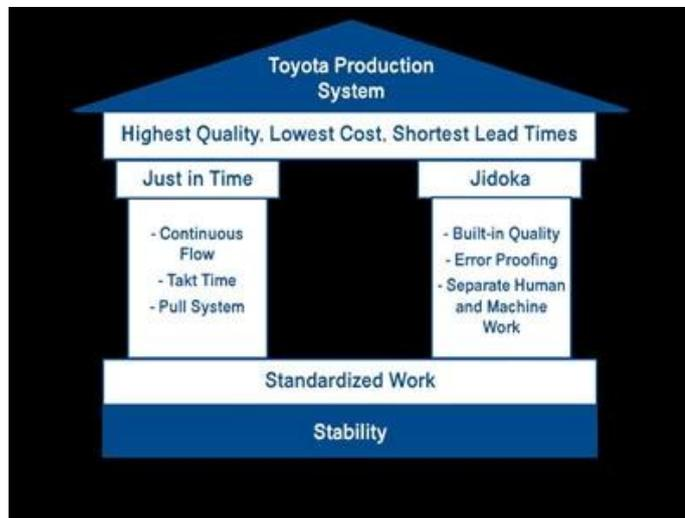 Toyota Production
System
Highest Quality, Lowest Cost, Shortest Lead Times
Just in Time
- Continuous
Flow
- Takt Time
- Pull System
Jidoka
- Built-in Quality
- Error Proofing
- Separate Human
and Machine
Work
Standardized Work
Stability